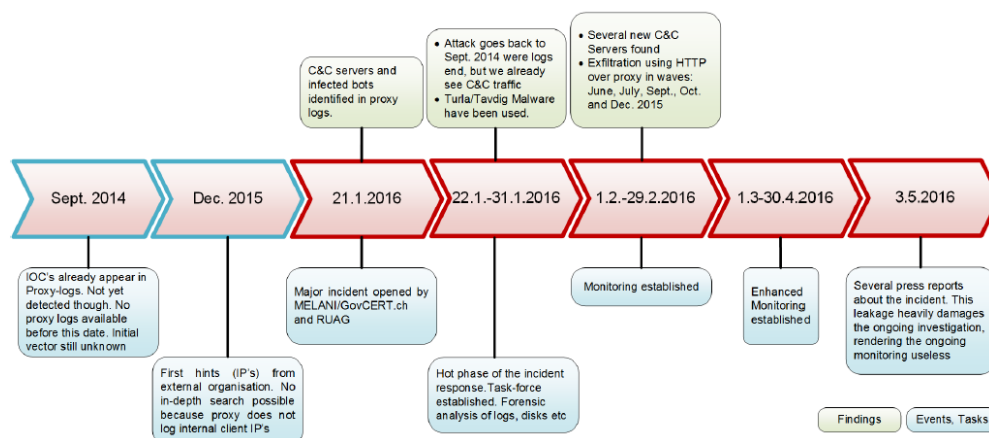 C&C servers and
infected bots
identified in proxy
logs.
• Attack goes back to
Sept. 2014 were logs
end, but we already
see C&C traffic
• Turla/Tavdig Malware
have been used.
• Several new C&C
Servers found
• Exfiltration using HTTP
over proxy in waves:
June, July, Sept., Oct.
and Dec. 2015
Sept. 2014
Dec. 2015
21.1.2016
22.1.-31.1.2016
1.2.-29.2.2016
1.3-30.4.2016
3.5.2016
IOC's already appear in
Proxy-logs. Not yet
detected though. No
proxy logs available
before this date. Initial
vector still unknown
First hints (IP's) from
external organisation. No
in-depth search possible
because proxy does not
log internal client IP's
Major incident opened by
MELANI/GovCERT.ch
and RUAG
Hot phase of the incident
response.Task-force
established. Forensic
analysis of logs, disks etc
Monitoring established
Enhanced
Monitoring
established
Several press reports
about the incident. This
leakage heavily damages
the ongoing investigation,
rendering the ongoing
monitoring useless
Findings
Events, Tasks